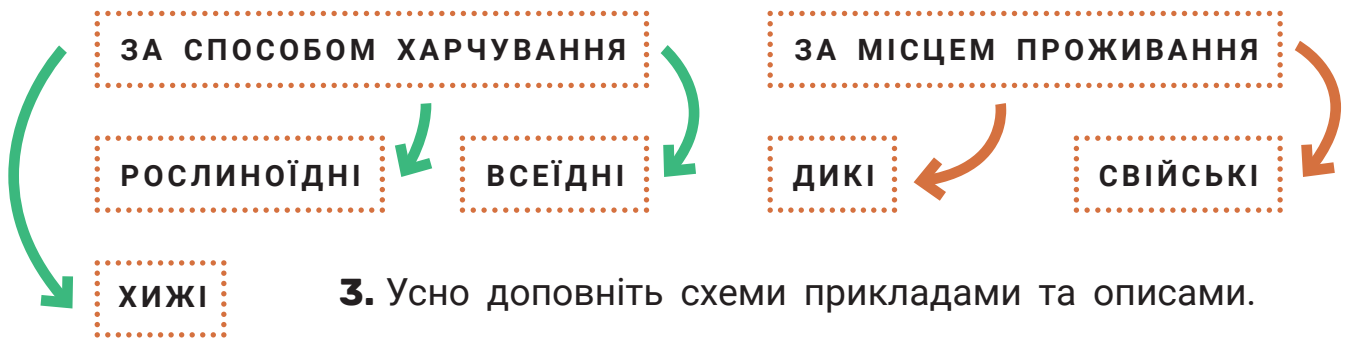 ЗА СПОСОБОМ ХАРЧУВАННЯ
ЗА МІСЦЕМ ПРОЖИВАННЯ
РОСЛИНОЇДНІ
ВСЕЇДНІ
ДИКІ
СВІЙСЬКІ
ХИЖІ
3. Усно доповніть схеми прикладами та описами.